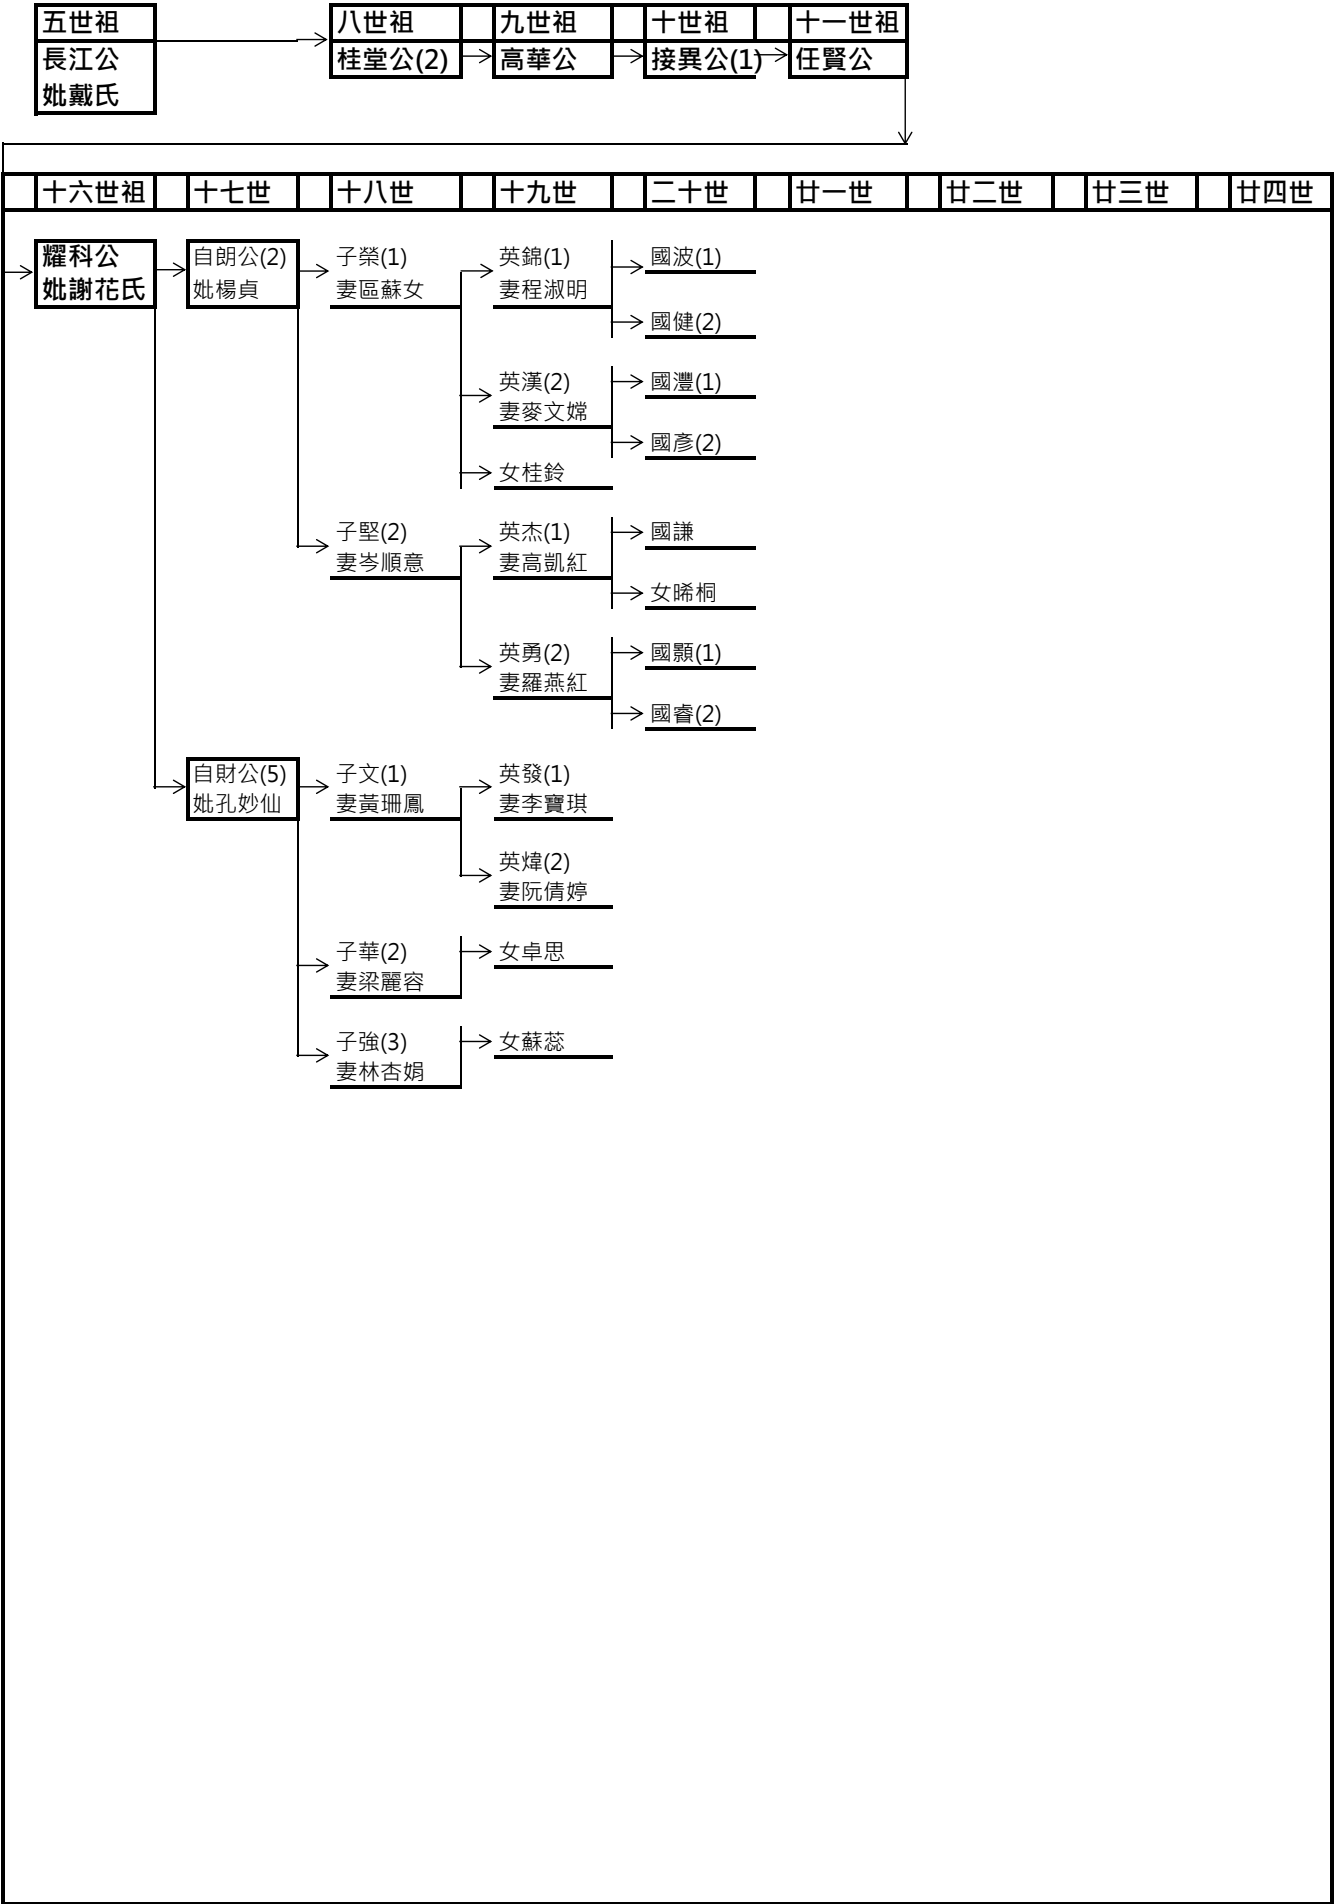 五世祖 八世祖 九世祖 十世祖 十一世祖
長江公 桂堂公(2) 高華公 接異公(1) 任賢公
妣戴氏
十六世祖 十七世 十八世 十九世 二十世 廿一世 廿二世 廿三世 廿四世
耀科公 自朗公(2) 子榮(1) 英錦(1) 國波(1)
妣謝花氏 妣楊貞 妻區蘇女 妻程淑明
國健(2)
英漢(2) 國灃(1)
妻麥文嫦
國彥(2)
女桂鈴
子堅(2) 英杰(1) 國謙
妻岑順意 妻高凱紅
女晞桐
英勇(2) 國顥(1)
妻羅燕紅
國睿(2)
自財公(5) 子文(1) 英發(1)
妣孔妙仙 妻黃珊鳳 妻李寶琪
英煒(2)
妻阮倩婷
子華(2) 女卓思
妻梁麗容
子強(3) 女蘇蕊
妻林杏娟